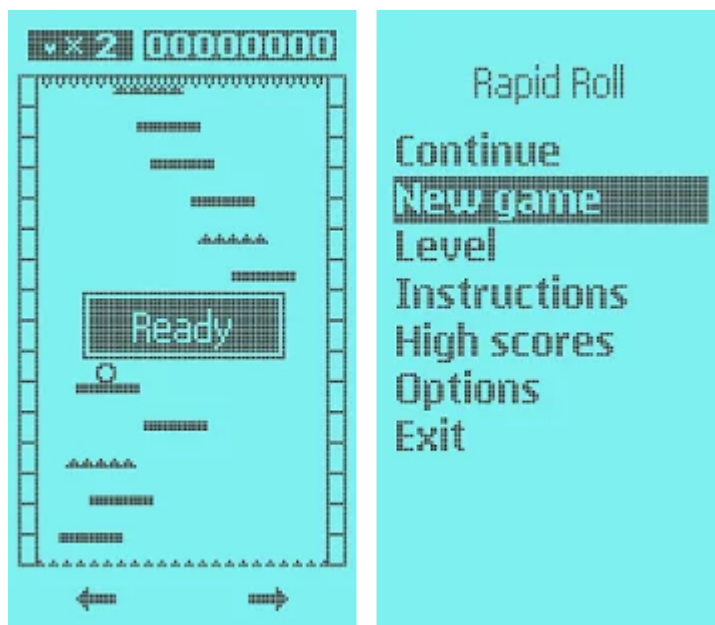 ♥×2 00000000
Ready
Rapid Roll
Continue
New game
Level
Instructions
High scores
Options
Exit